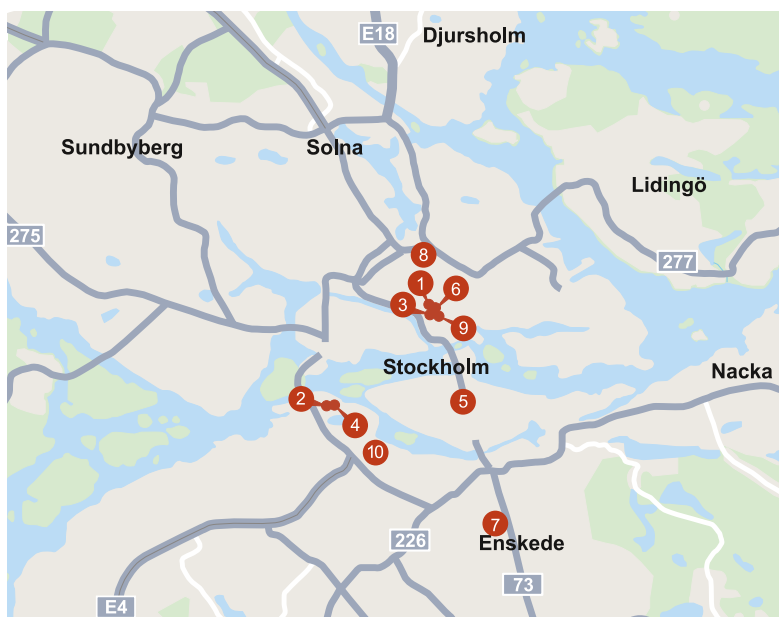 E18
Djursholm
Sundbyberg
Solna
Lidingö
275
8
277
1
6
3
9
Stockholm
Nacka
2
5
4
10
7
226
Enskede
73
E4